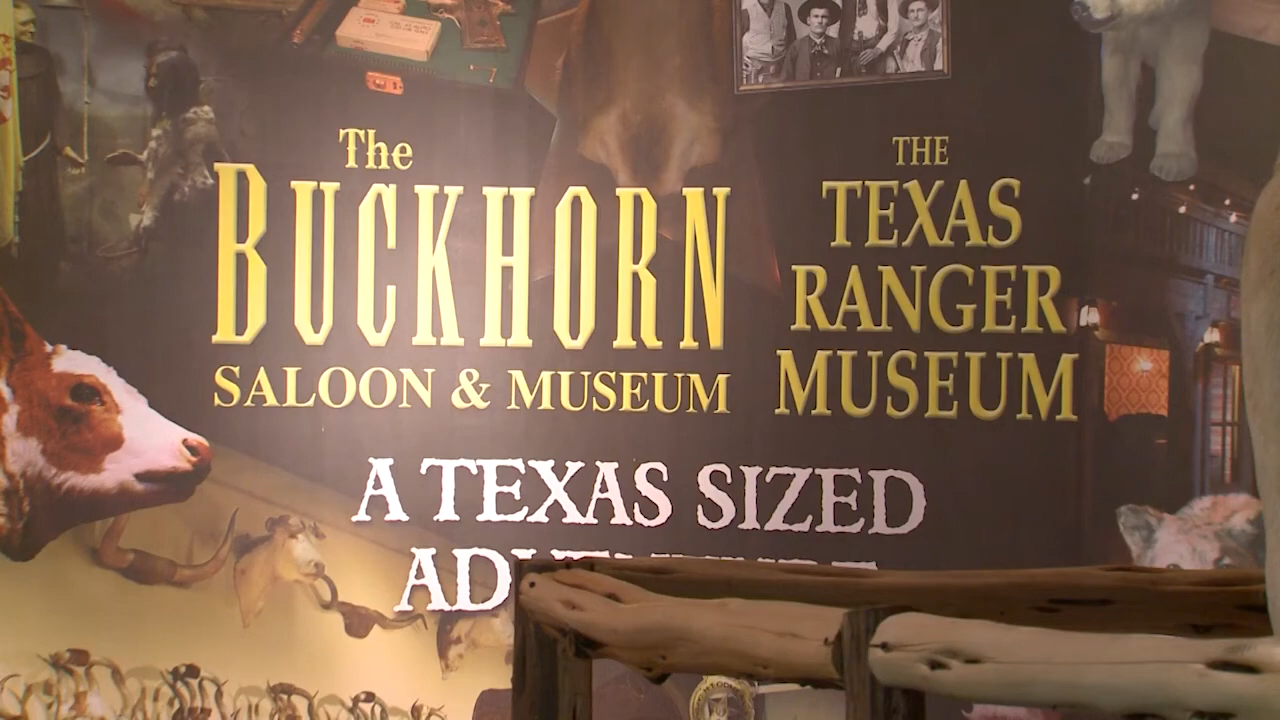 The
BUCKHORN
SALOON & MUSEUM
THE
TEXAS
RANGER
MUSEUM
A TEXAS SIZED